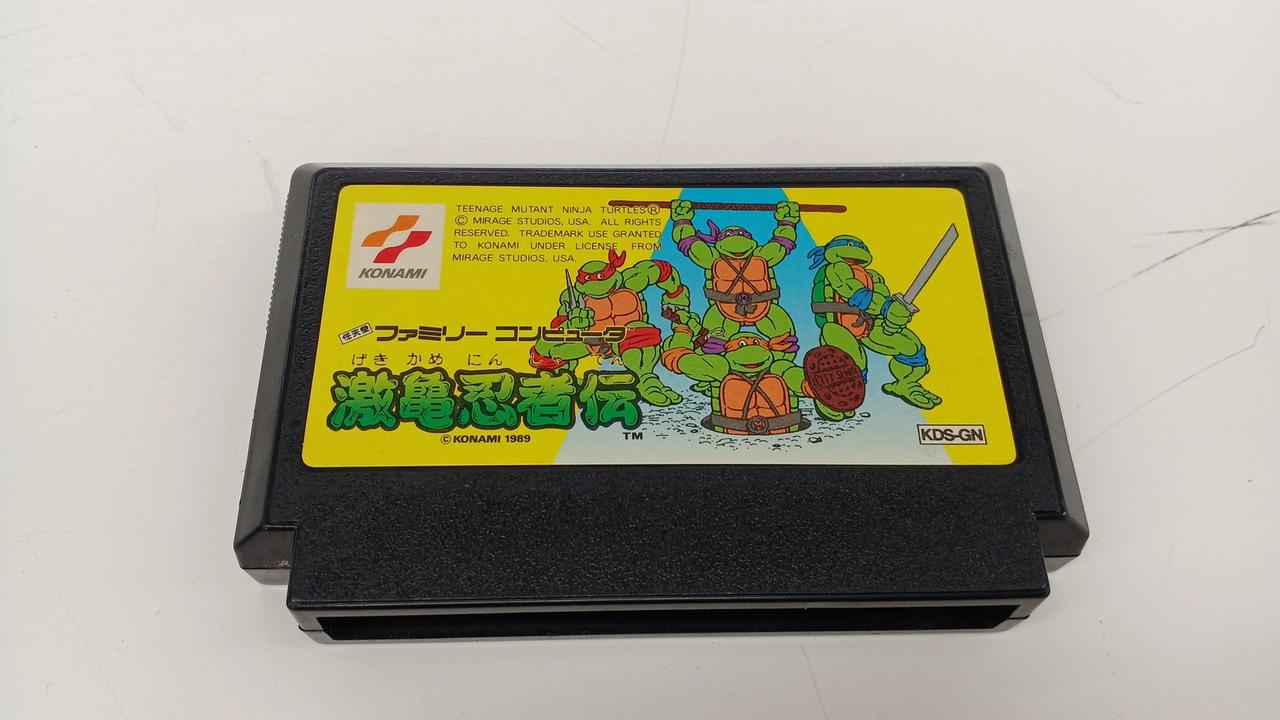 KONAMI
TEENAGE MUTANT NINJA TURTLES®
© MIRAGE STUDIOS, USA. ALL RIGHTS
RESERVED. TRADEMARK USE GRANTED
TO KONAMI UNDER LICENSE FROM
MIRAGE STUDIOS, USA.
任天堂 ファミリー コンピュータ
げき かめ にん
激亀忍者伝
TM
© KONAMI 1989
KDS-GN